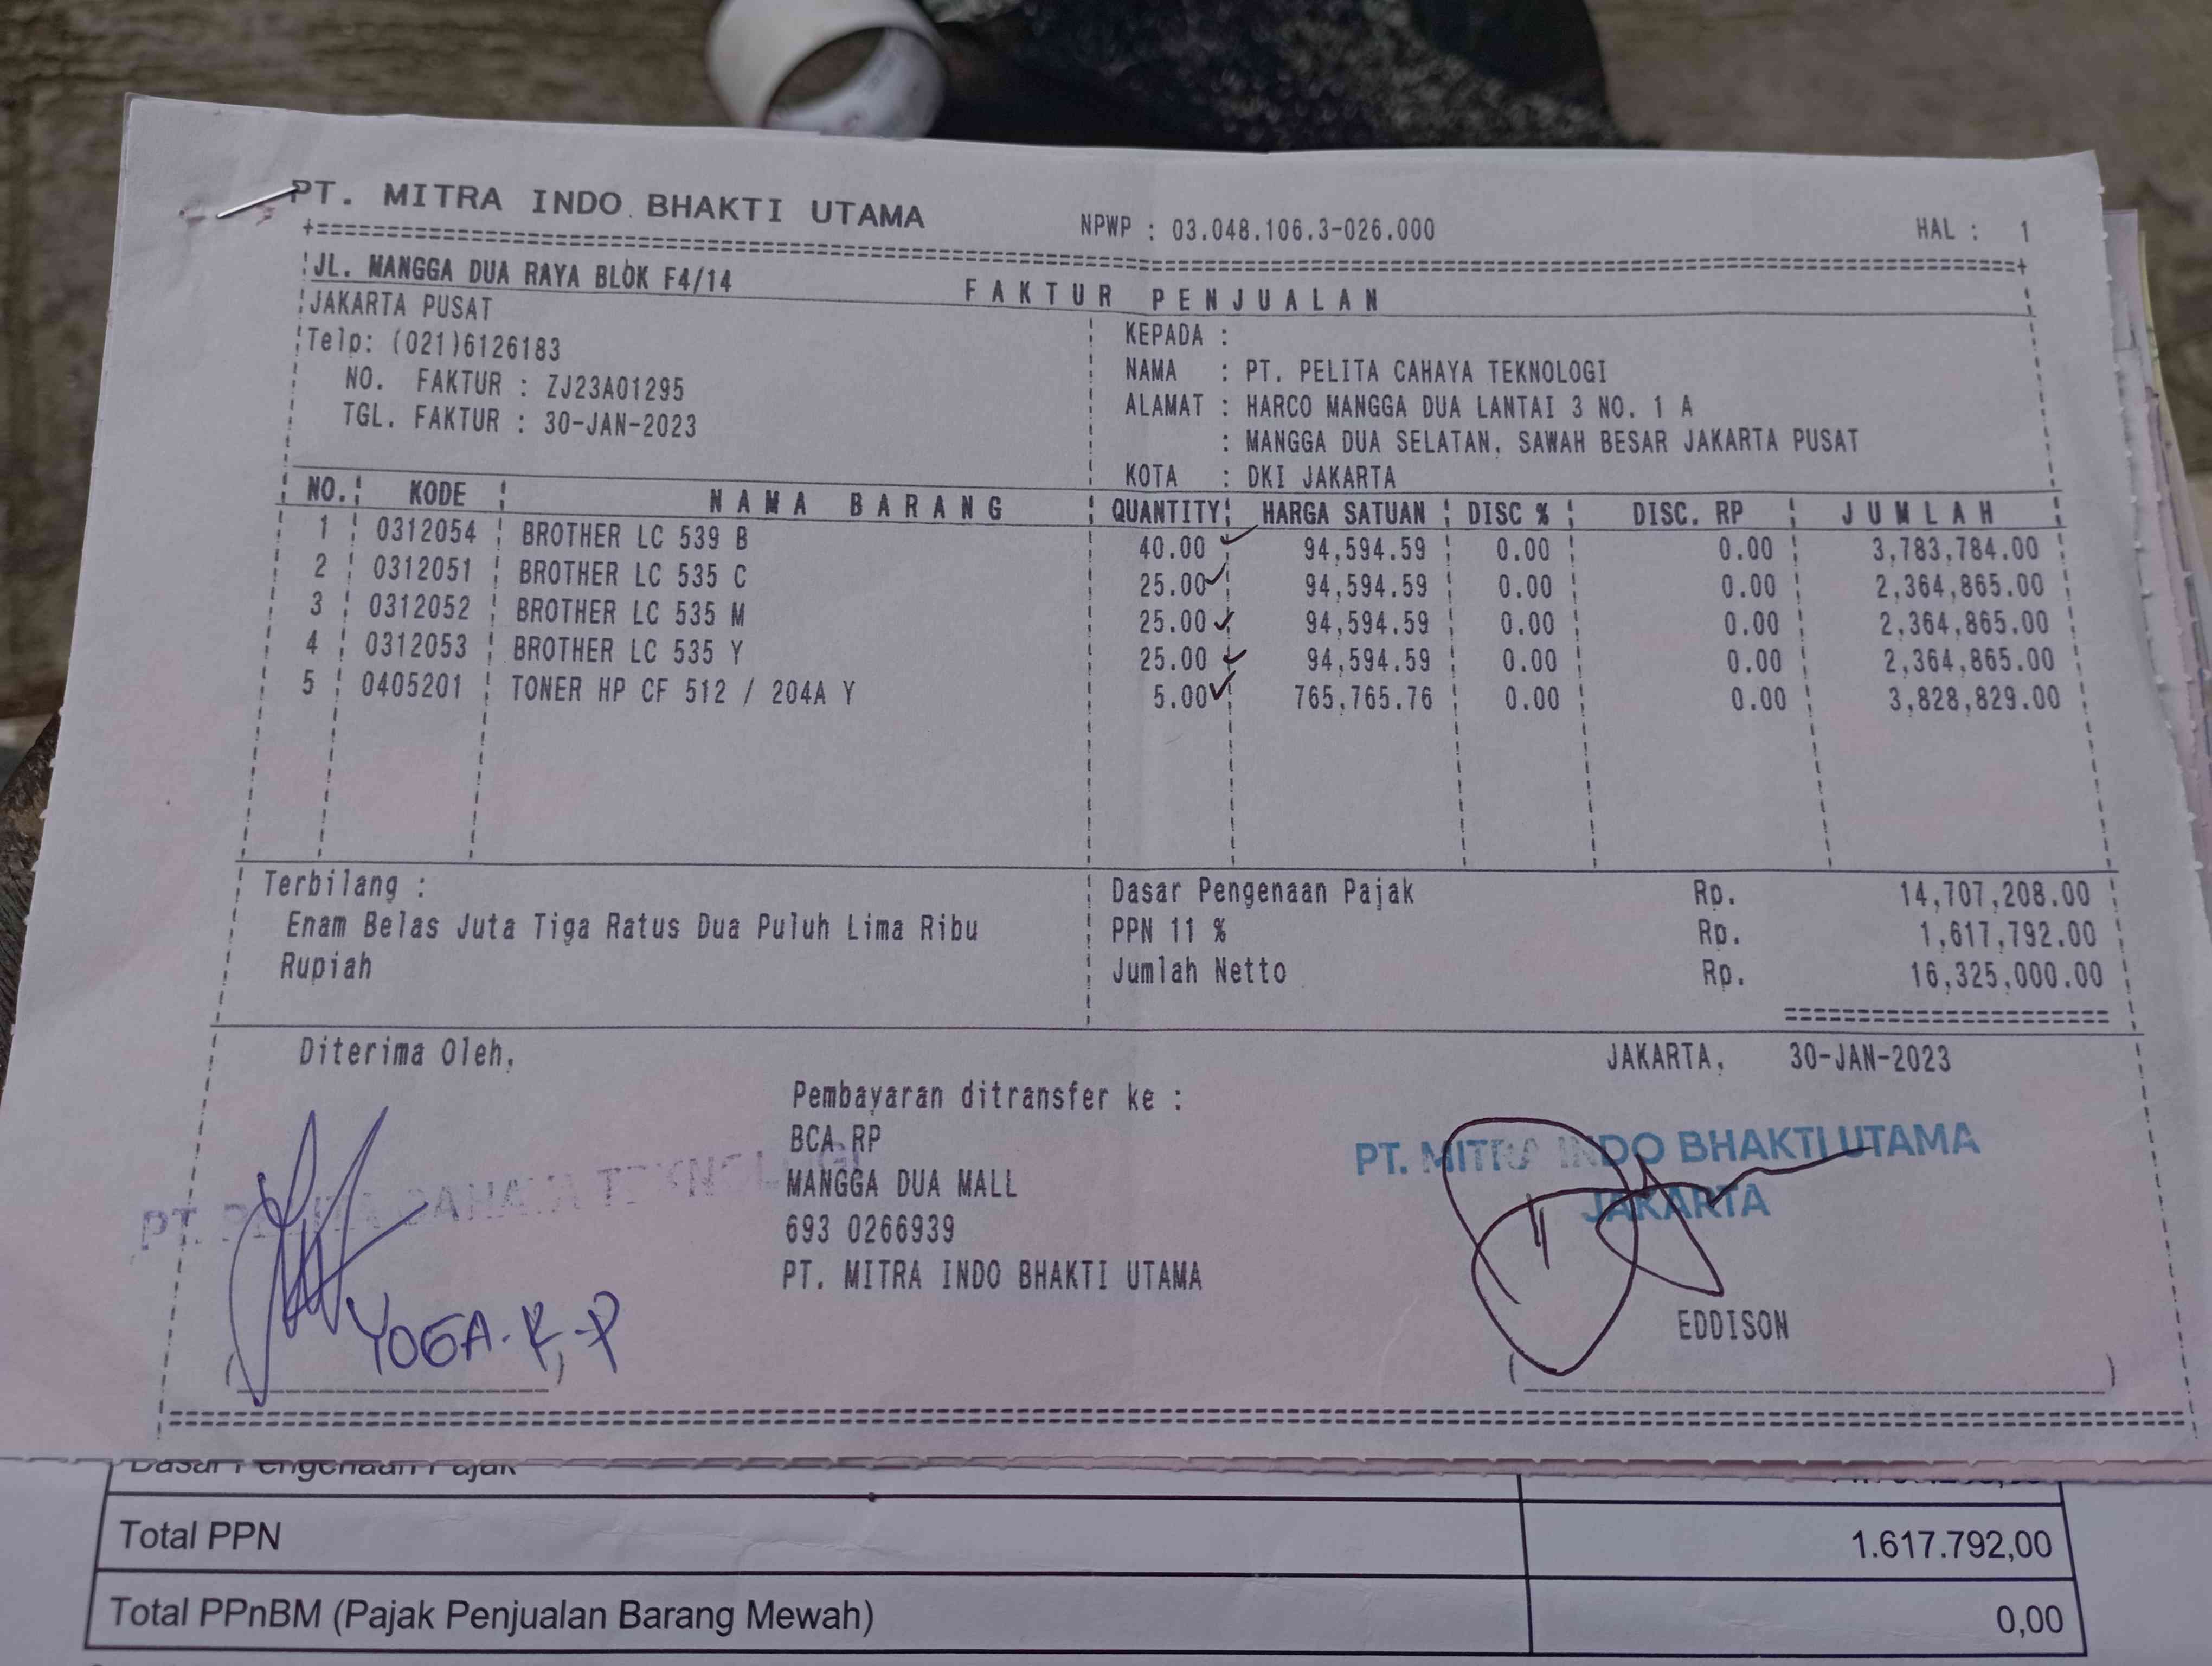 PT. MITRA INDO BHAKTI UTAMA NPWP : 03.048.106.3-026.000 HAL : 1
JL. MANGGA DUA RAYA BLOK F4/14
FAKTUR PENJUALAN
JAKARTA PUSAT
Telp: (021)6126183
NO. FAKTUR : ZJ23A01295
TGL. FAKTUR : 30-JAN-2023
KEPADA :
NAMA : PT. PELITA CAHAYA TEKNOLOGI
ALAMAT : HARCO MANGGA DUA LANTAI 3 NO. 1 A
: MANGGA DUA SELATAN, SAWAH BESAR JAKARTA PUSAT
KOTA : DKI JAKARTA
NO. KODE NAMA BARANG QUANTITY HARGA SATUAN DISC % DISC. RP JUMLAH
1 0312054 BROTHER LC 539 B 40.00 94,594.59 0.00 0.00 3,783,784.00
2 0312051 BROTHER LC 535 C 25.00 94,594.59 0.00 0.00 2,364,865.00
3 0312052 BROTHER LC 535 M 25.00 94,594.59 0.00 0.00 2,364,865.00
4 0312053 BROTHER LC 535 Y 25.00 94,594.59 0.00 0.00 2,364,865.00
5 0405201 TONER HP CF 512 / 204A Y 5.00 765,765.76 0.00 0.00 3,828,829.00
Terbilang :
Enam Belas Juta Tiga Ratus Dua Puluh Lima Ribu
Rupiah
Dasar Pengenaan Pajak Rp. 14,707,208.00
PPN 11 % Rp. 1,617,792.00
Jumlah Netto Rp. 16,325,000.00
Diterima Oleh,
PT. PELITA CAHAYA TEKNOLOGI
YOGA.R.P
Pembayaran ditransfer ke :
BCA RP
MANGGA DUA MALL
693 0266939
PT. MITRA INDO BHAKTI UTAMA
JAKARTA, 30-JAN-2023
PT. MITRA INDO BHAKTI UTAMA
JAKARTA
EDDISON
Dasar Pengenaan Pajak
Total PPN 1.617.792,00
Total PPnBM (Pajak Penjualan Barang Mewah) 0,00